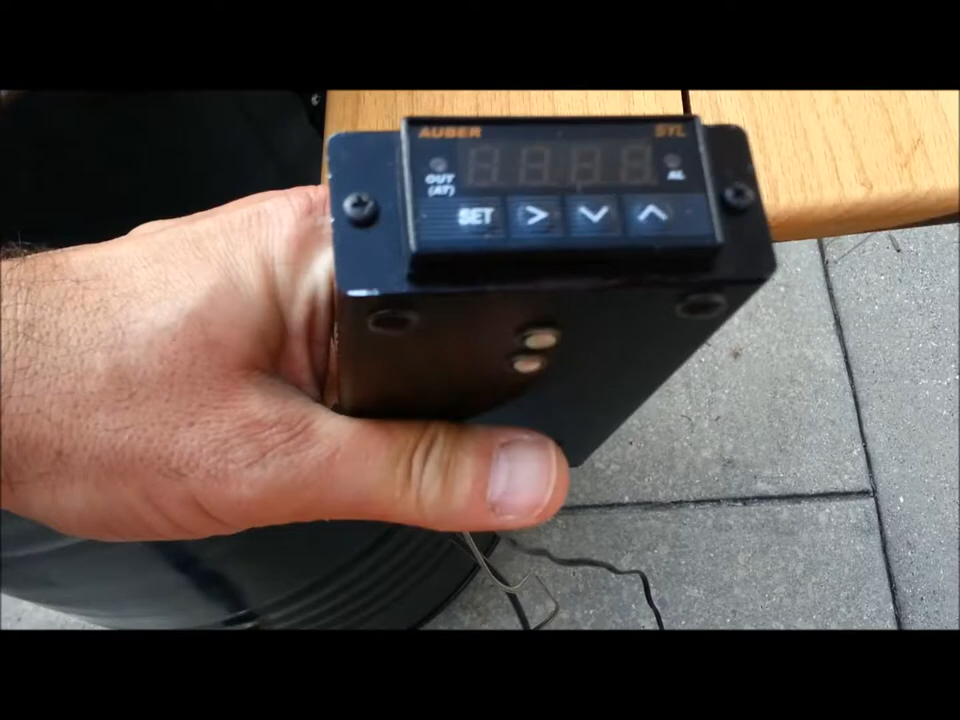 AUBER SYL
OUT
(AT)
AL
SET > ∨ ∧